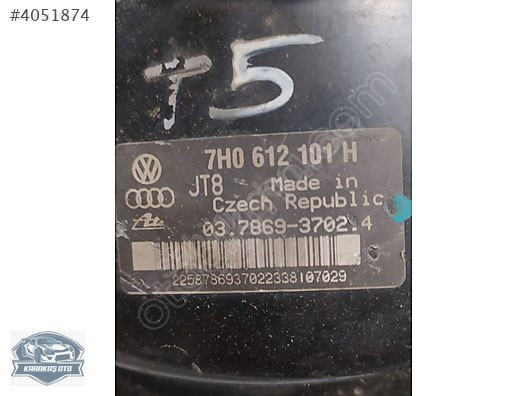 #4051874
T5
7H0 612 101 H
JT8 Made in
Czech Republic
03.7869-3702.4
2258786937022338107029
KARAKAŞ OTO